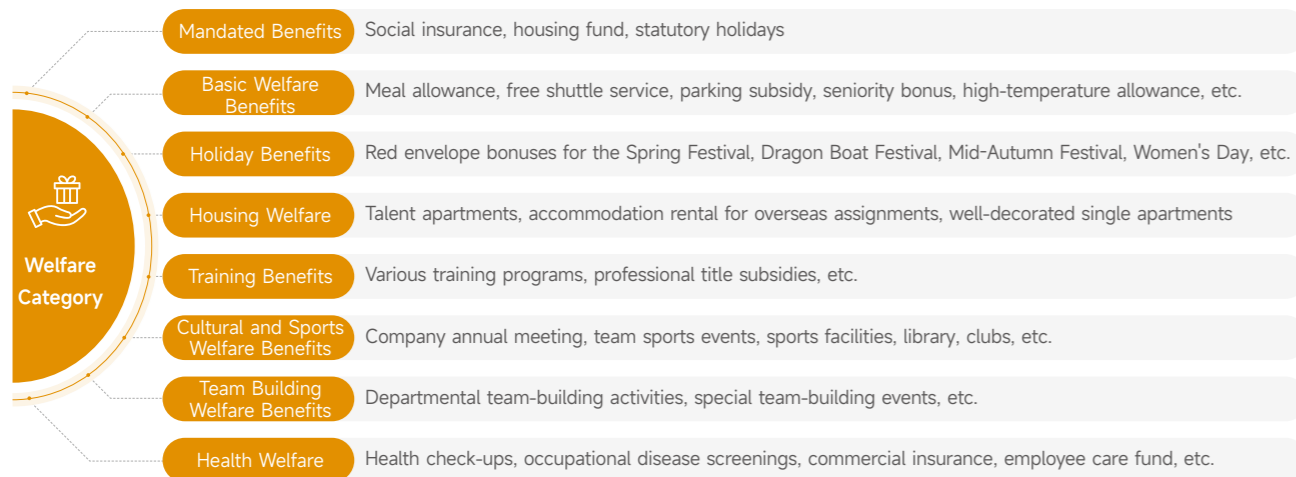 Welfare
Category
Mandated Benefits
Social insurance, housing fund, statutory holidays
Basic Welfare
Benefits
Meal allowance, free shuttle service, parking subsidy, seniority bonus, high-temperature allowance, etc.
Holiday Benefits
Red envelope bonuses for the Spring Festival, Dragon Boat Festival, Mid-Autumn Festival, Women's Day, etc.
Housing Welfare
Talent apartments, accommodation rental for overseas assignments, well-decorated single apartments
Training Benefits
Various training programs, professional title subsidies, etc.
Cultural and Sports
Welfare Benefits
Company annual meeting, team sports events, sports facilities, library, clubs, etc.
Team Building
Welfare Benefits
Departmental team-building activities, special team-building events, etc.
Health Welfare
Health check-ups, occupational disease screenings, commercial insurance, employee care fund, etc.